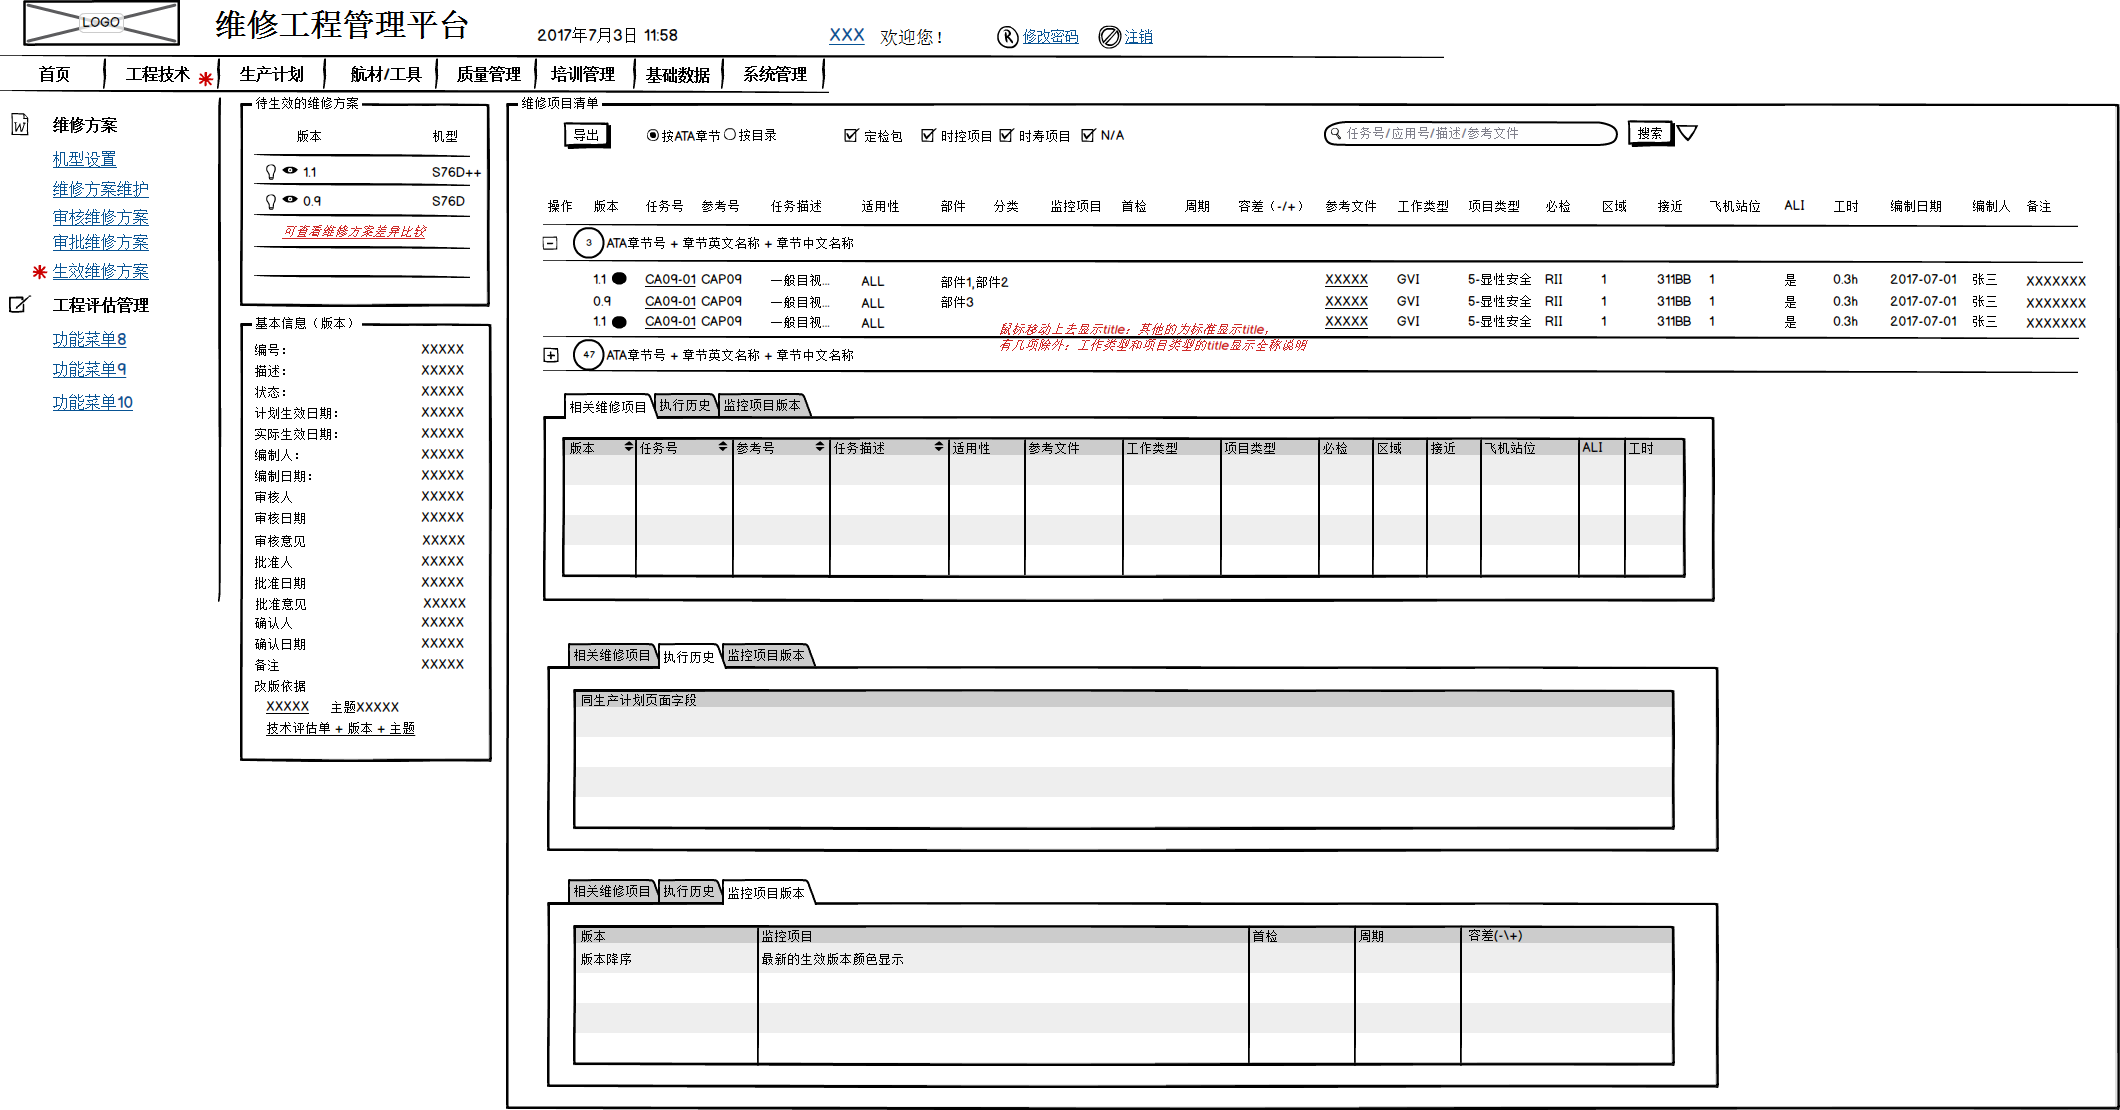 LOGO
维修工程管理平台
2017年7月3日 11:58
XXX 欢迎您！
修改密码 注销
首页 工程技术 生产计划 航材/工具 质量管理 培训管理 基础数据 系统管理
维修方案
机型设置
维修方案维护
审核维修方案
审批维修方案
生效维修方案
工程评估管理
功能菜单8
功能菜单9
功能菜单10
待生效的维修方案
版本 机型
1.1 S76D++
0.9 S76D
可查看维修方案差异比较
基本信息（版本）
编号： XXXXX
描述： XXXXX
状态： XXXXX
计划生效日期： XXXXX
实际生效日期： XXXXX
编制人： XXXXX
编制日期： XXXXX
审核人 XXXXX
审核日期 XXXXX
审核意见 XXXXX
批准人 XXXXX
批准日期 XXXXX
批准意见 XXXXX
确认人 XXXXX
确认日期 XXXXX
备注 XXXXX
改版依据
XXXXX 主题XXXXX
技术评估单 + 版本 + 主题
维修项目清单
导出 按ATA章节 按目录 定检包 时控项目 时寿项目 N/A 任务号/应用号/描述/参考文件 搜索
操作 版本 任务号 参考号 任务描述 适用性 部件 分类 监控项目 首检 周期 容差（-/+） 参考文件 工作类型 项目类型 必检 区域 接近 飞机站位 ALI 工时 编制日期 编制人 备注
3 ATA章节号 + 章节英文名称 + 章节中文名称
1.1 CA09-01 CAP09 一般目视... ALL 部件1,部件2 XXXXX GVI 5-显性安全 RII 1 311BB 1 是 0.3h 2017-07-01 张三 XXXXXXX
0.9 CA09-01 CAP09 一般目视... ALL 部件3 XXXXX GVI 5-显性安全 RII 1 311BB 1 是 0.3h 2017-07-01 张三 XXXXXXX
1.1 CA09-01 CAP09 一般目视... ALL XXXXX GVI 5-显性安全 RII 1 311BB 1 是 0.3h 2017-07-01 张三 XXXXXXX
鼠标移动上去显示title：其他的为标准显示title，
有几项除外：工作类型和项目类型的title显示全称说明
47 ATA章节号 + 章节英文名称 + 章节中文名称
相关维修项目 执行历史 监控项目版本
版本 任务号 参考号 任务描述 适用性 参考文件 工作类型 项目类型 必检 区域 接近 飞机站位 ALI 工时
相关维修项目 执行历史 监控项目版本
同生产计划页面字段
相关维修项目 执行历史 监控项目版本
版本 监控项目 首检 周期 容差(-\+)
版本降序 最新的生效版本颜色显示